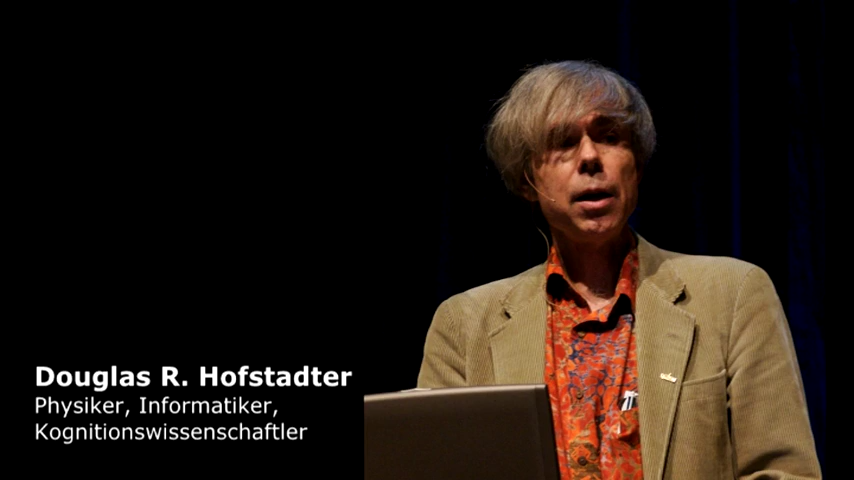 Douglas R. Hofstadter
Physiker, Informatiker,
Kognitionswissenschaftler